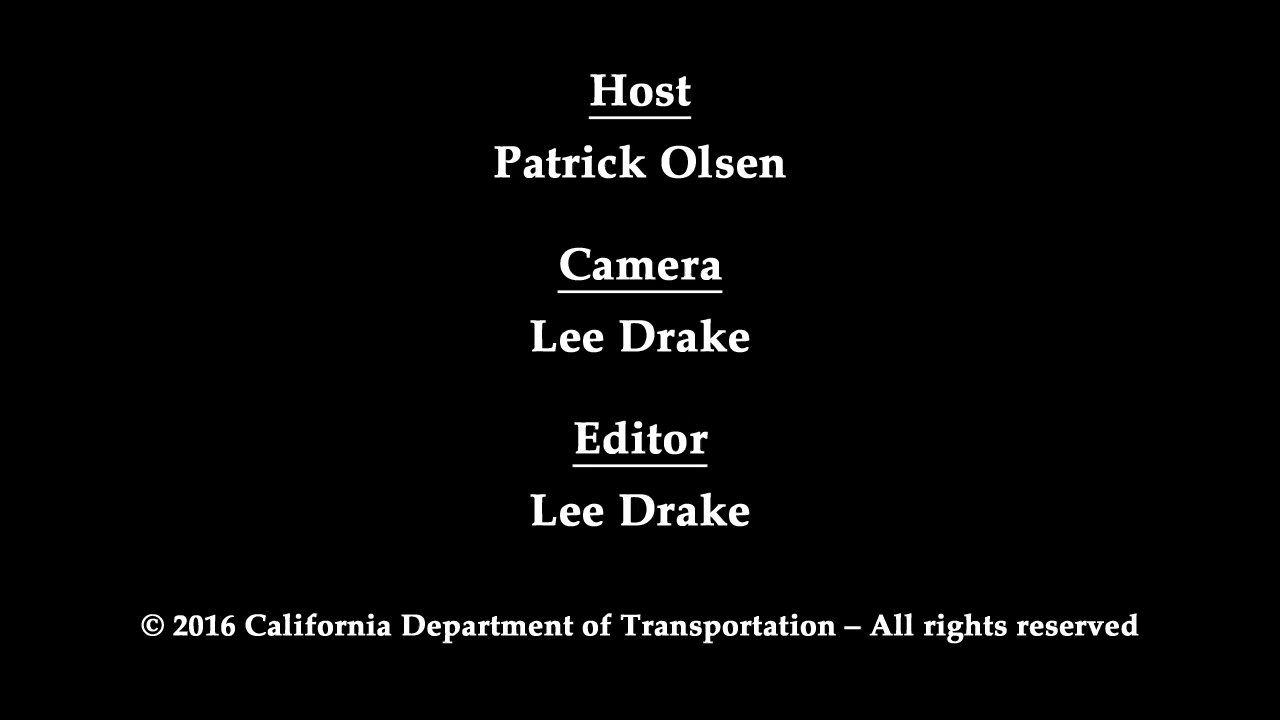 Host
Patrick Olsen
Camera
Lee Drake
Editor
Lee Drake
© 2016 California Department of Transportation – All rights reserved